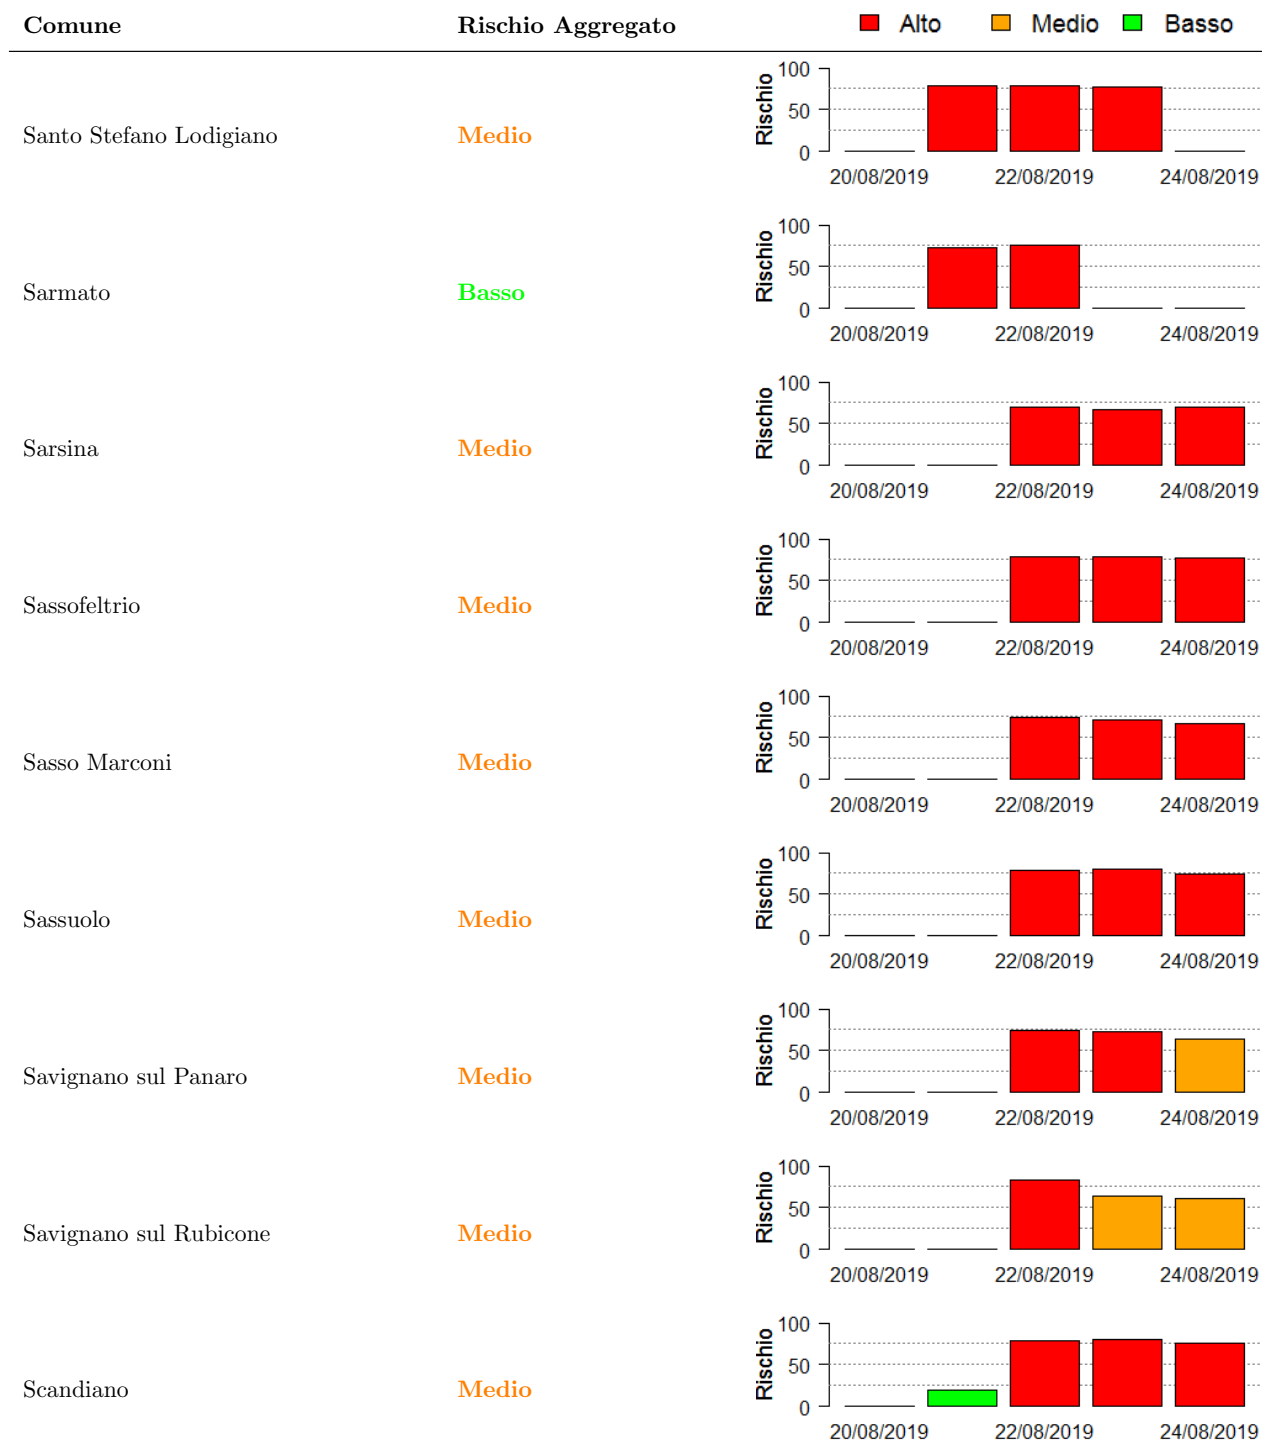 Comune Rischio Aggregato Alto Medio Basso
Santo Stefano Lodigiano Medio Rischio 100 50 0
20/08/2019 22/08/2019 24/08/2019
Sarmato Basso Rischio 100 50 0
20/08/2019 22/08/2019 24/08/2019
Sarsina Medio Rischio 100 50 0
20/08/2019 22/08/2019 24/08/2019
Sassofeltrio Medio Rischio 100 50 0
20/08/2019 22/08/2019 24/08/2019
Sasso Marconi Medio Rischio 100 50 0
20/08/2019 22/08/2019 24/08/2019
Sassuolo Medio Rischio 100 50 0
20/08/2019 22/08/2019 24/08/2019
Savignano sul Panaro Medio Rischio 100 50 0
20/08/2019 22/08/2019 24/08/2019
Savignano sul Rubicone Medio Rischio 100 50 0
20/08/2019 22/08/2019 24/08/2019
Scandiano Medio Rischio 100 50 0
20/08/2019 22/08/2019 24/08/2019